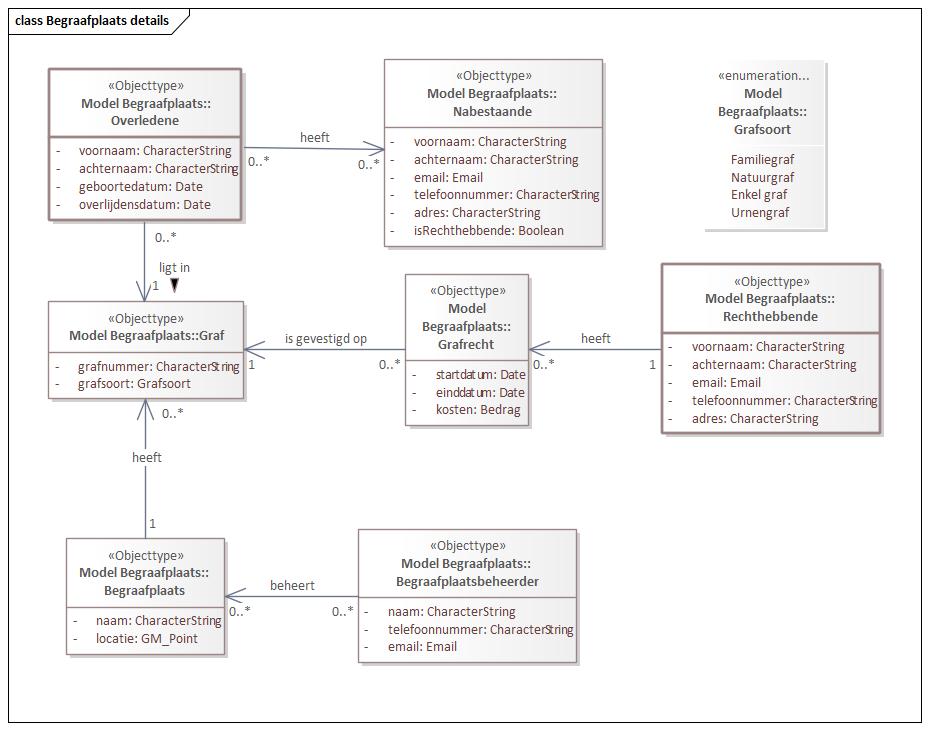 class Begraafplaats details
«Objecttype»
Model Begraafplaats::
Overledene
- voornaam: CharacterString
- achternaam: CharacterString
- geboortedatum: Date
- overlijdensdatum: Date
heeft
0..*
0..*
«Objecttype»
Model Begraafplaats::
Nabestaande
- voornaam: CharacterString
- achternaam: CharacterString
- email: Email
- telefoonnummer: CharacterString
- adres: CharacterString
- isRechthebbende: Boolean
«enumeration...
Model
Begraafplaats::
Grafsoort
Familiegraf
Natuurgraf
Enkel graf
Urnengraf
0..*
ligt in
1
«Objecttype»
Model Begraafplaats::Graf
- grafnummer: CharacterString
- grafsoort: Grafsoort
is gevestigd op
1
0..*
«Objecttype»
Model
Begraafplaats::
Grafrecht
- startdatum: Date
- einddatum: Date
- kosten: Bedrag
heeft
0..*
1
«Objecttype»
Model Begraafplaats::
Rechthebbende
- voornaam: CharacterString
- achternaam: CharacterString
- email: Email
- telefoonnummer: CharacterString
- adres: CharacterString
0..*
heeft
1
«Objecttype»
Model Begraafplaats::
Begraafplaats
- naam: CharacterString
- locatie: GM_Point
beheert
0..*
0..*
«Objecttype»
Model Begraafplaats::
Begraafplaatsbeheerder
- naam: CharacterString
- telefoonnummer: CharacterString
- email: Email